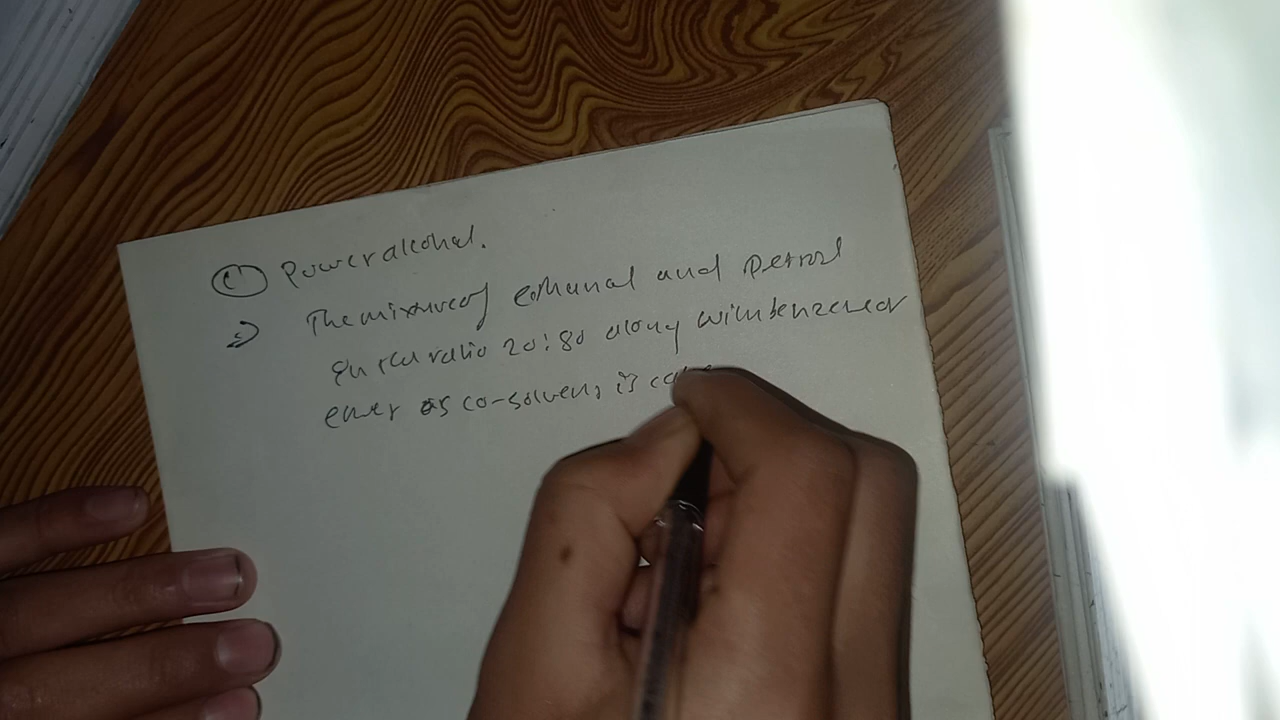 (i) Power alcohol.
⇒ The mixture of ethanol and petrol
in the ratio 20:80 along with benzene or
ether as co-solvent is